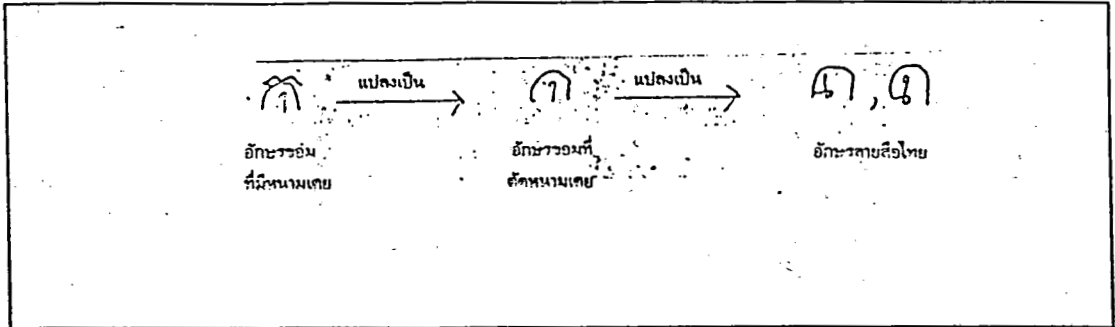 แปลงเป็น แปลงเป็น
อักษรขอม อักษรขอมที่ อักษรลายสือไทย
ที่มีหนามเตย ตัดหนามเตย